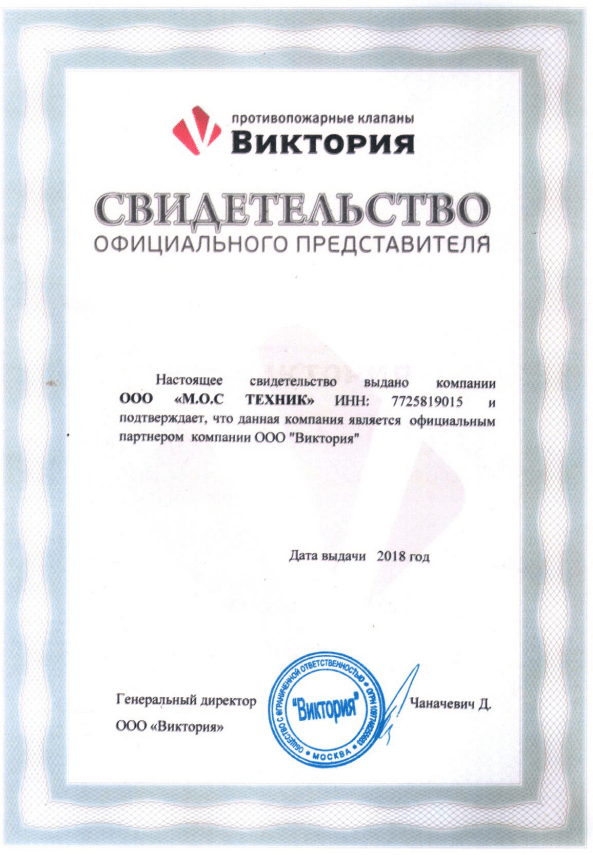 противопожарные клапаны
ВИКТОРИЯ
СВИДЕТЕЛЬСТВО
ОФИЦИАЛЬНОГО ПРЕДСТАВИТЕЛЯ
Настоящее свидетельство выдано компании
ООО «М.О.С ТЕХНИК» ИНН: 7725819015 и
подтверждает, что данная компания является официальным
партнером компании ООО "Виктория"
Дата выдачи 2018 год
Генеральный директор
ООО «Виктория»
ОБЩЕСТВО С ОГРАНИЧЕННОЙ ОТВЕТСТВЕННОСТЬЮ
ОГРН
"Виктория"
МОСКВА
Чаначевич Д.